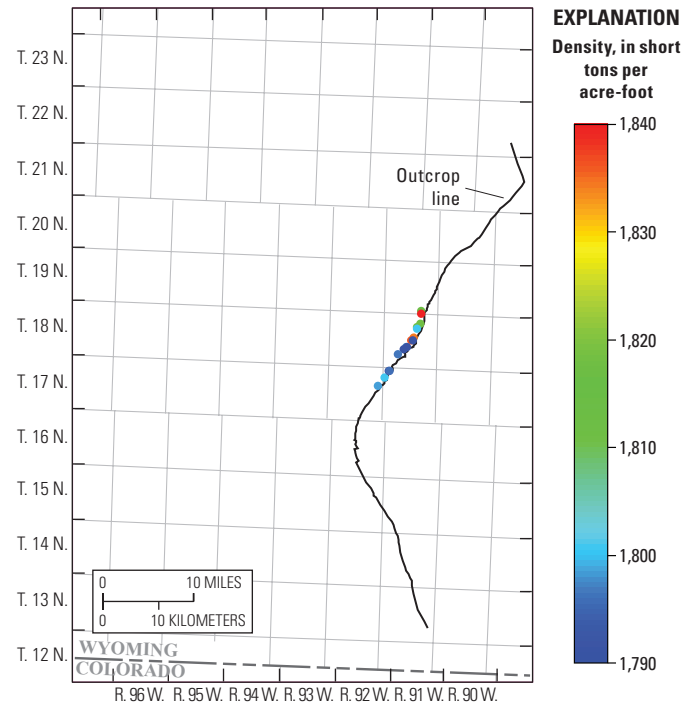 EXPLANATION
Density, in short
tons per
acre-foot
1,840
1,830
1,820
1,810
1,800
1,790
T. 23 N.
T. 22 N.
T. 21 N.
T. 20 N.
T. 19 N.
T. 18 N.
T. 17 N.
T. 16 N.
T. 15 N.
T. 14 N.
T. 13 N.
T. 12 N.
Outcrop
line
0 10 MILES
0 10 KILOMETERS
WYOMING
COLORADO
R. 96 W. R. 95 W. R. 94 W. R. 93 W. R. 92 W. R. 91 W. R. 90 W.